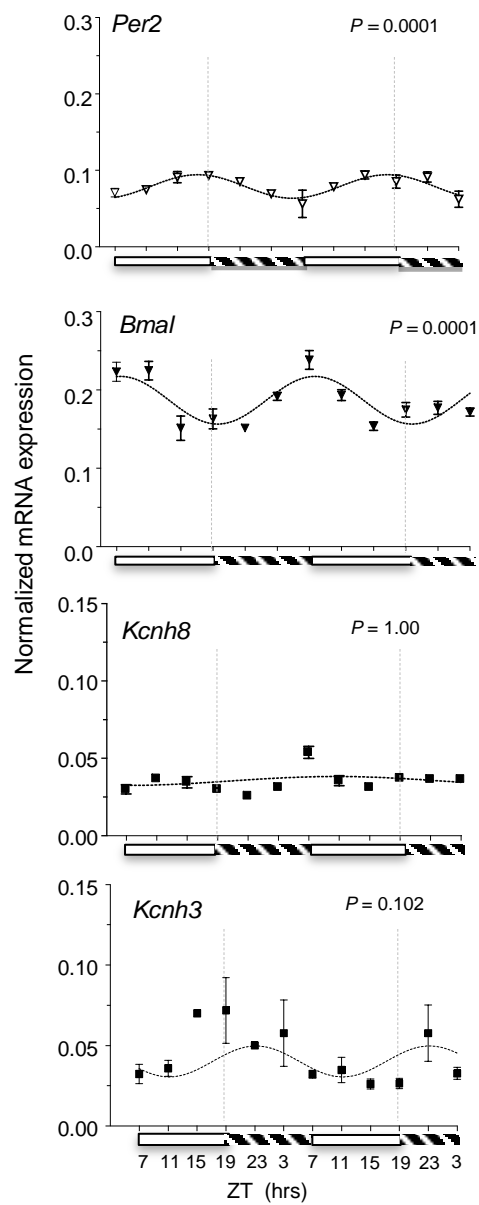 Per2
P = 0.0001
0.3
0.2
0.1
0.0
Bmal
P = 0.0001
0.3
0.2
0.1
0.0
Normalized mRNA expression
Kcnh8
P = 1.00
0.15
0.10
0.05
0.00
Kcnh3
P = 0.102
0.15
0.10
0.05
0.00
7 11 15 19 23 3 7 11 15 19 23 3
ZT (hrs)